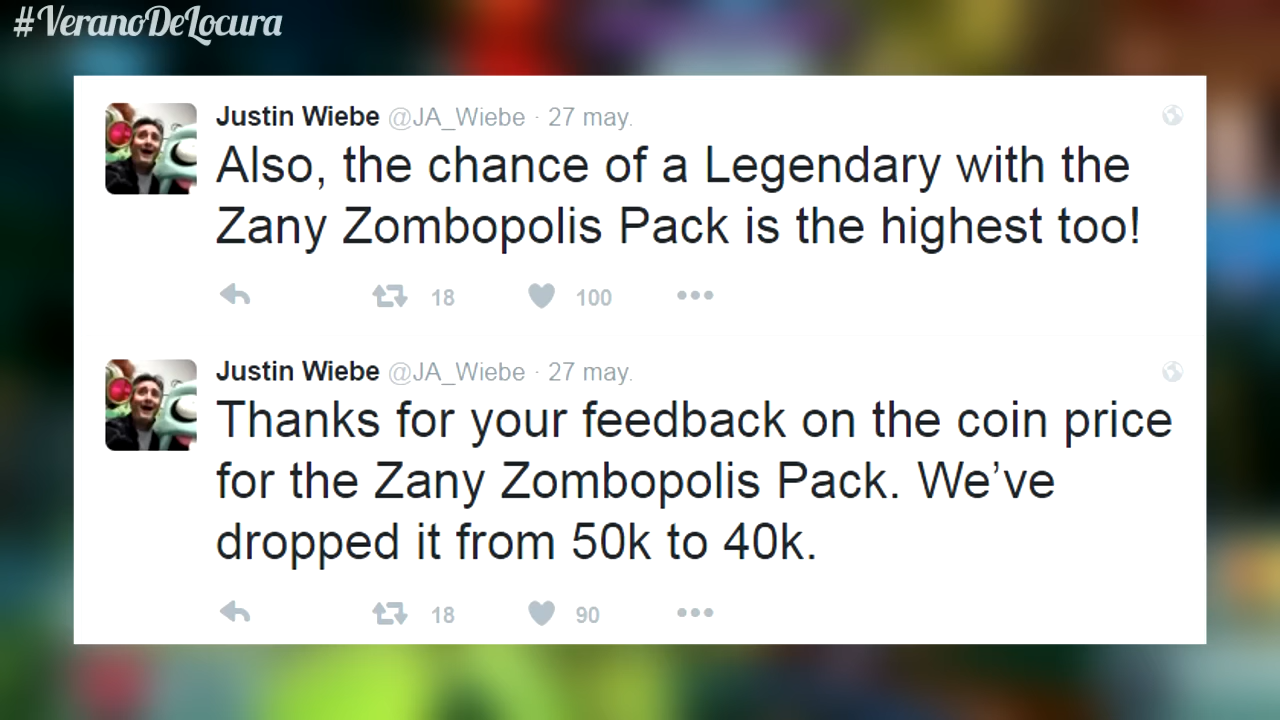 #VeranoDeLocura
Justin Wiebe @JA_Wiebe · 27 may.
Also, the chance of a Legendary with the
Zany Zombopolis Pack is the highest too!
18 100
Justin Wiebe @JA_Wiebe · 27 may.
Thanks for your feedback on the coin price
for the Zany Zombopolis Pack. We’ve
dropped it from 50k to 40k.
18 90